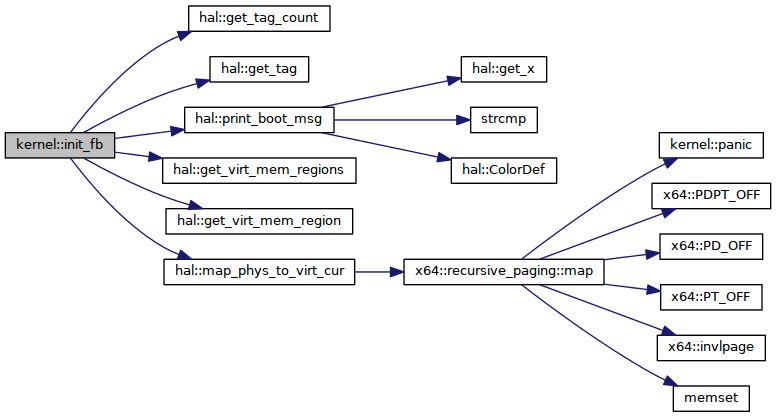 kernel::init_fb
hal::get_tag_count
hal::get_tag
hal::print_boot_msg
hal::get_virt_mem_regions
hal::get_virt_mem_region
hal::map_phys_to_virt_cur
hal::get_x
strcmp
hal::ColorDef
x64::recursive_paging::map
kernel::panic
x64::PDPT_OFF
x64::PD_OFF
x64::PT_OFF
x64::invlpage
memset